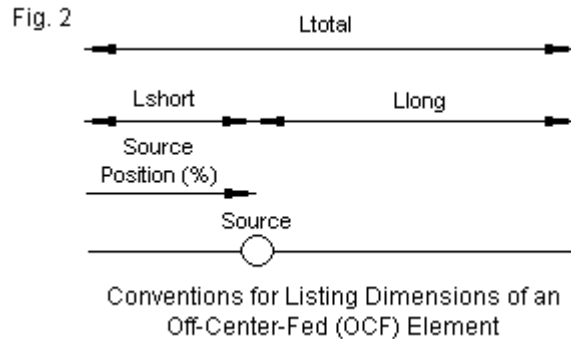 Fig. 2
Ltotal
Lshort
Llong
Source
Position (%)
Source
Conventions for Listing Dimensions of an
Off-Center-Fed (OCF) Element